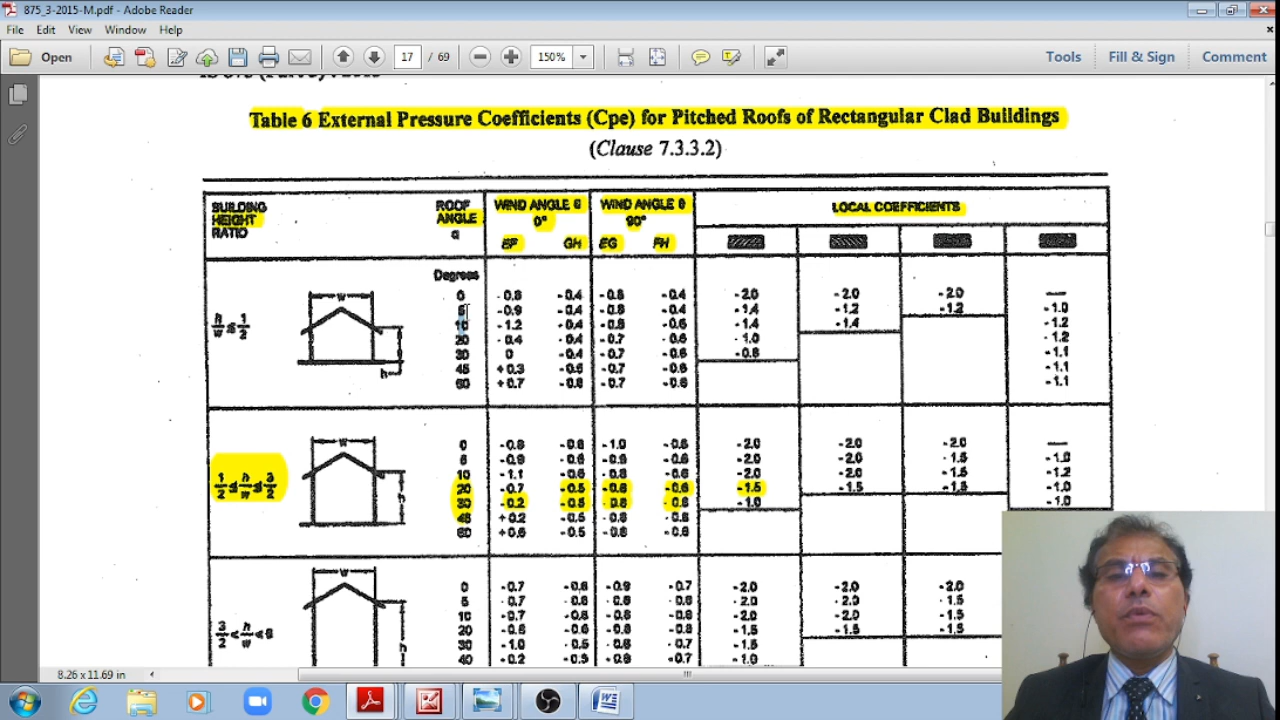 875_3-2015-M.pdf - Adobe Reader
File Edit View Window Help
Open 17 / 69 150% Tools Fill & Sign Comment
Table 6 External Pressure Coefficients (Cpe) for Pitched Roofs of Rectangular Clad Buildings
(Clause 7.3.3.2)
BUILDING HEIGHT RATIO ROOF ANGLE α WIND ANGLE θ 0° WIND ANGLE θ 90° LOCAL COEFFICIENTS
EF GH EG FH
Degrees
h/w ≤ 1/2
w
h
0 -0.8 -0.4 -0.8 -0.4 -2.0 -2.0 -2.0 —
5 -0.9 -0.4 -0.8 -0.4 -1.4 -1.2 -1.2 -1.0
10 -1.2 -0.4 -0.8 -0.6 -1.4 -1.4 -1.2
20 -0.4 -0.4 -0.7 -0.6 -1.0 -1.2
30 0 -0.4 -0.7 -0.6 -0.8 -1.1
45 +0.3 -0.5 -0.7 -0.6 -1.1
60 +0.7 -0.6 -0.7 -0.6 -1.1
1/2 ≤ h/w ≤ 3/2
w
h
0 -0.8 -0.6 -1.0 -0.6 -2.0 -2.0 -2.0 —
5 -0.9 -0.6 -0.9 -0.6 -2.0 -2.0 -1.5 -1.0
10 -1.1 -0.6 -0.8 -0.6 -2.0 -2.0 -1.5 -1.2
20 -0.7 -0.5 -0.8 -0.6 -1.5 -1.5 -1.5 -1.0
30 -0.2 -0.5 -0.8 -0.8 -1.0 -1.0
45 +0.2 -0.5 -0.8 -0.8
60 +0.6 -0.5 -0.8 -0.8
3/2 < h/w < 6
w
h
0 -0.7 -0.6 -0.9 -0.7 -2.0 -2.0 -2.0
5 -0.7 -0.6 -0.8 -0.8 -2.0 -2.0 -1.5
10 -0.7 -0.6 -0.8 -0.8 -2.0 -2.0 -1.5
20 -0.8 -0.6 -0.8 -0.8 -1.5 -1.5 -1.5
30 -1.0 -0.5 -0.8 -0.7 -1.5
40 -0.2 -0.5 -0.8 -0.7 -1.0
8.26 x 11.69 in